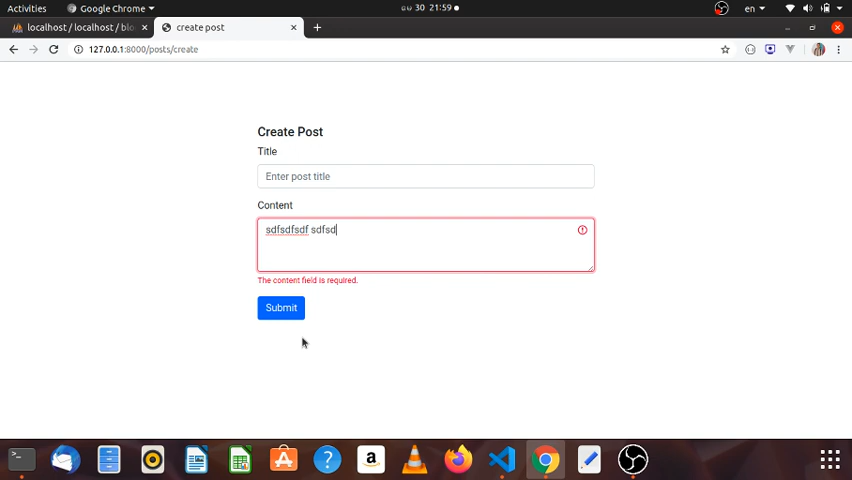 Activities
Google Chrome
30 21:59
en
localhost / localhost / blo
create post
127.0.0.1:8000/posts/create
Create Post
Title
Enter post title
Content
sdfsdfsdf sdfsd
The content field is required.
Submit